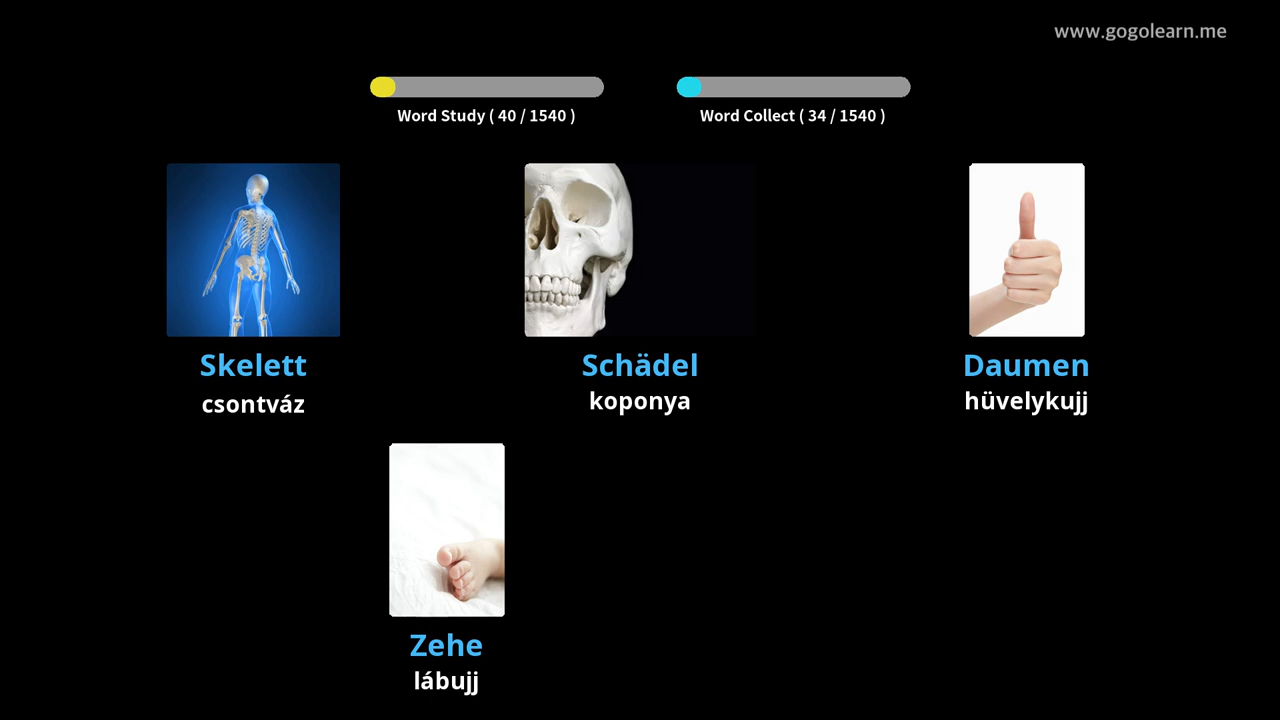 www.gogolearn.me
Word Study ( 40 / 1540 )
Word Collect ( 34 / 1540 )
Skelett
csontváz
Schädel
koponya
Daumen
hüvelykujj
Zehe
lábujj